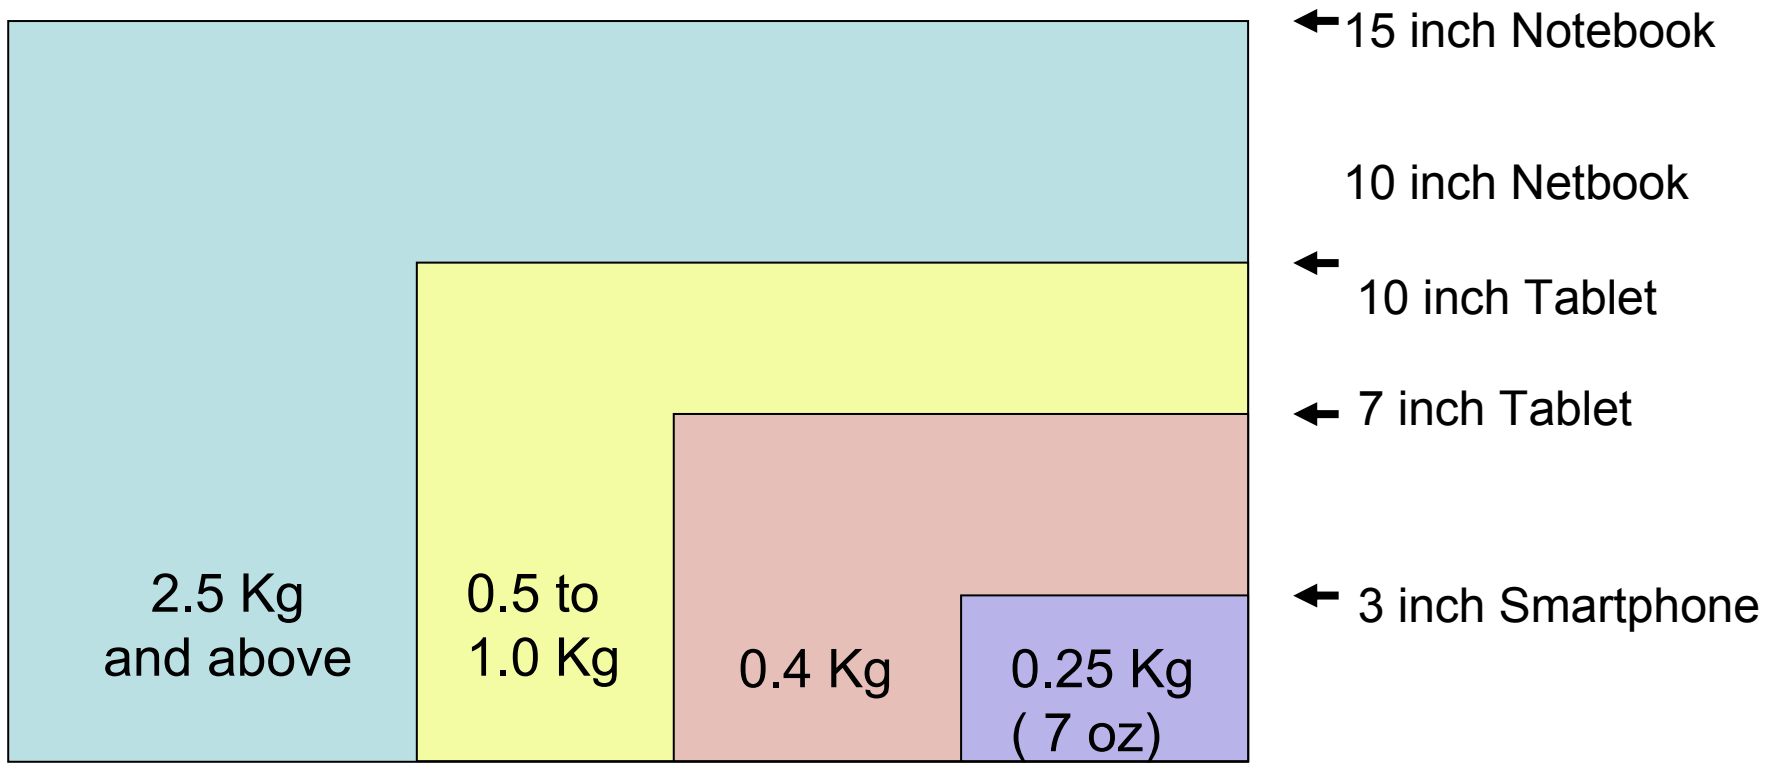 15 inch Notebook
10 inch Netbook
10 inch Tablet
7 inch Tablet
3 inch Smartphone
2.5 Kg
and above
0.5 to
1.0 Kg
0.4 Kg
0.25 Kg
( 7 oz)